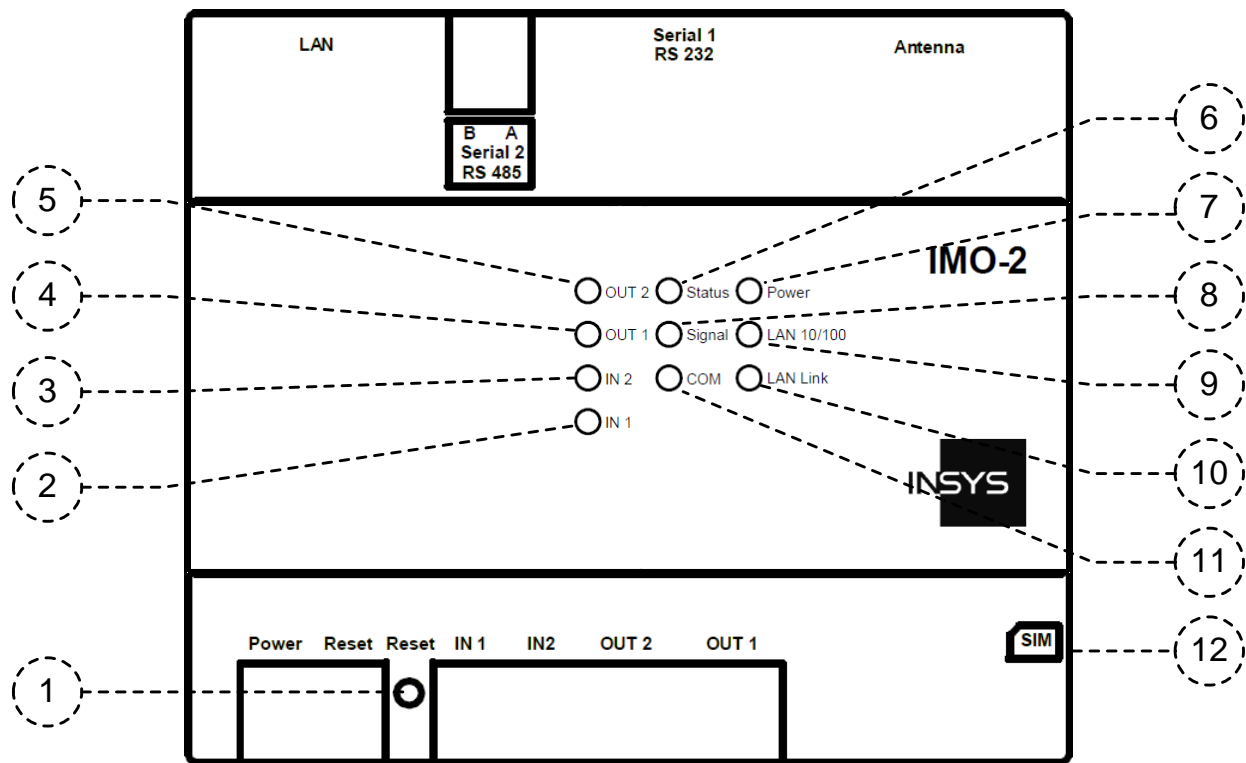 LAN
Serial 1
RS 232
Antenna
B A
Serial 2
RS 485
6
7
5
IMO-2
OUT 2 Status Power
4
8
OUT 1 Signal LAN 10/100
3
IN 2 COM LAN Link
9
IN 1
2
INSYS
10
11
Power Reset Reset IN 1 IN2 OUT 2 OUT 1
SIM
12
1